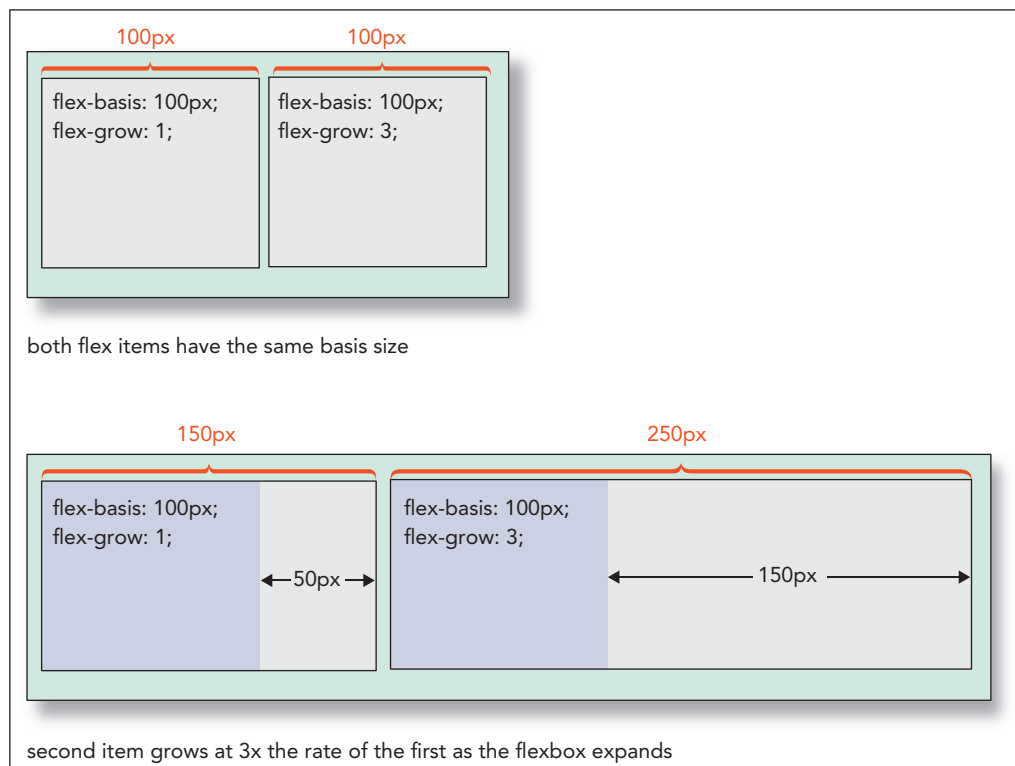 100px
100px
flex-basis: 100px;
flex-grow: 1;
flex-basis: 100px;
flex-grow: 3;
both flex items have the same basis size
150px
250px
flex-basis: 100px;
flex-grow: 1;
50px
flex-basis: 100px;
flex-grow: 3;
150px
second item grows at 3x the rate of the first as the flexbox expands